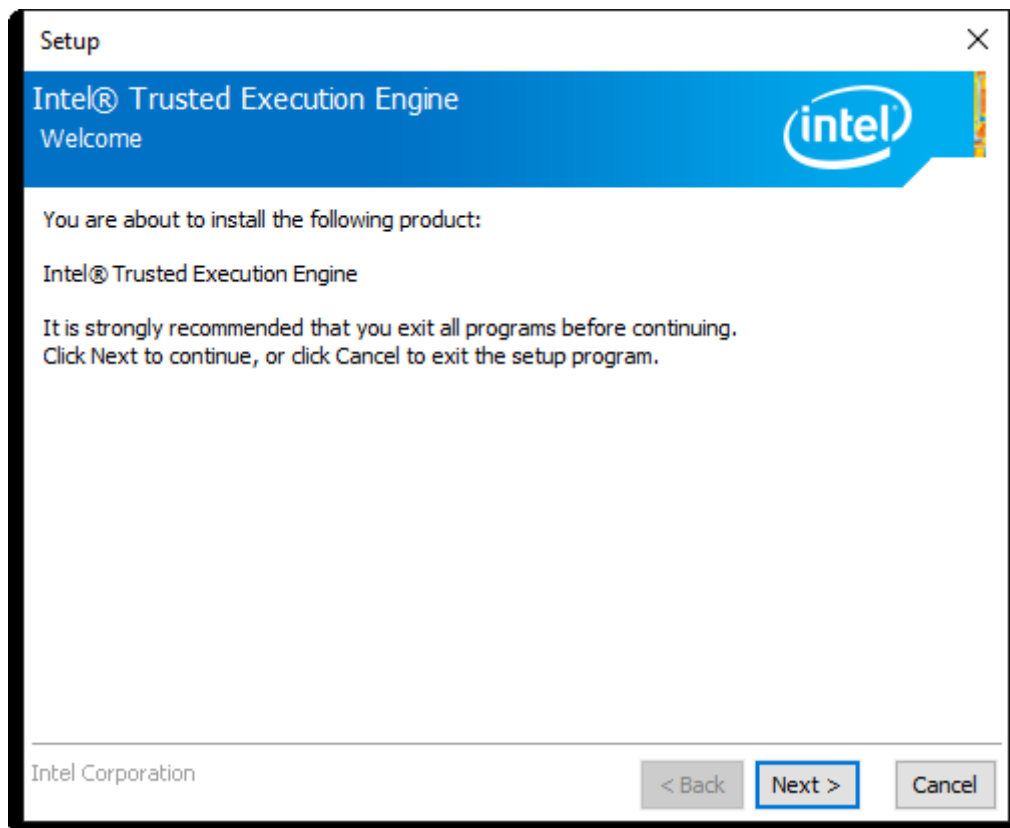 Setup
Intel® Trusted Execution Engine
Welcome
intel
You are about to install the following product:
Intel® Trusted Execution Engine
It is strongly recommended that you exit all programs before continuing.
Click Next to continue, or click Cancel to exit the setup program.
Intel Corporation
< Back Next > Cancel